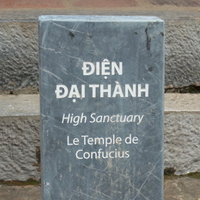 ĐIỆN
ĐẠI THÀNH
High Sanctuary
Le Temple de
Confucius